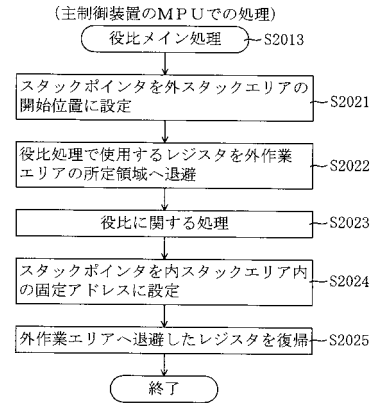 (主制御装置のMPUでの処理)
役比メイン処理
S2013
スタックポインタを外スタックエリアの
開始位置に設定
S2021
役比処理で使用するレジスタを外作業
エリアの所定領域へ退避
S2022
役比に関する処理
S2023
スタックポインタを内スタックエリア内
の固定アドレスに設定
S2024
外作業エリアへ退避したレジスタを復帰
S2025
終了